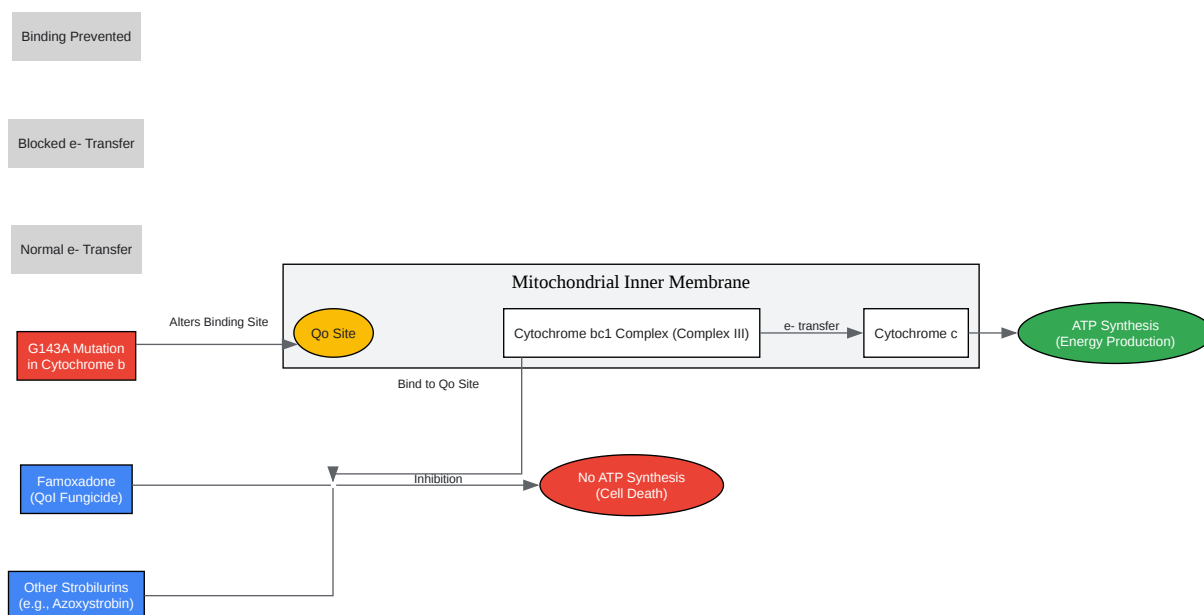 Binding Prevented
Blocked e- Transfer
Normal e- Transfer
Mitochondrial Inner Membrane
Alters Binding Site
Qo Site
Cytochrome bc1 Complex (Complex III)
e- transfer
Cytochrome c
ATP Synthesis
(Energy Production)
G143A Mutation
in Cytochrome b
Bind to Qo Site
Famoxadone
(QoI Fungicide)
Inhibition
No ATP Synthesis
(Cell Death)
Other Strobilurins
(e.g., Azoxystrobin)